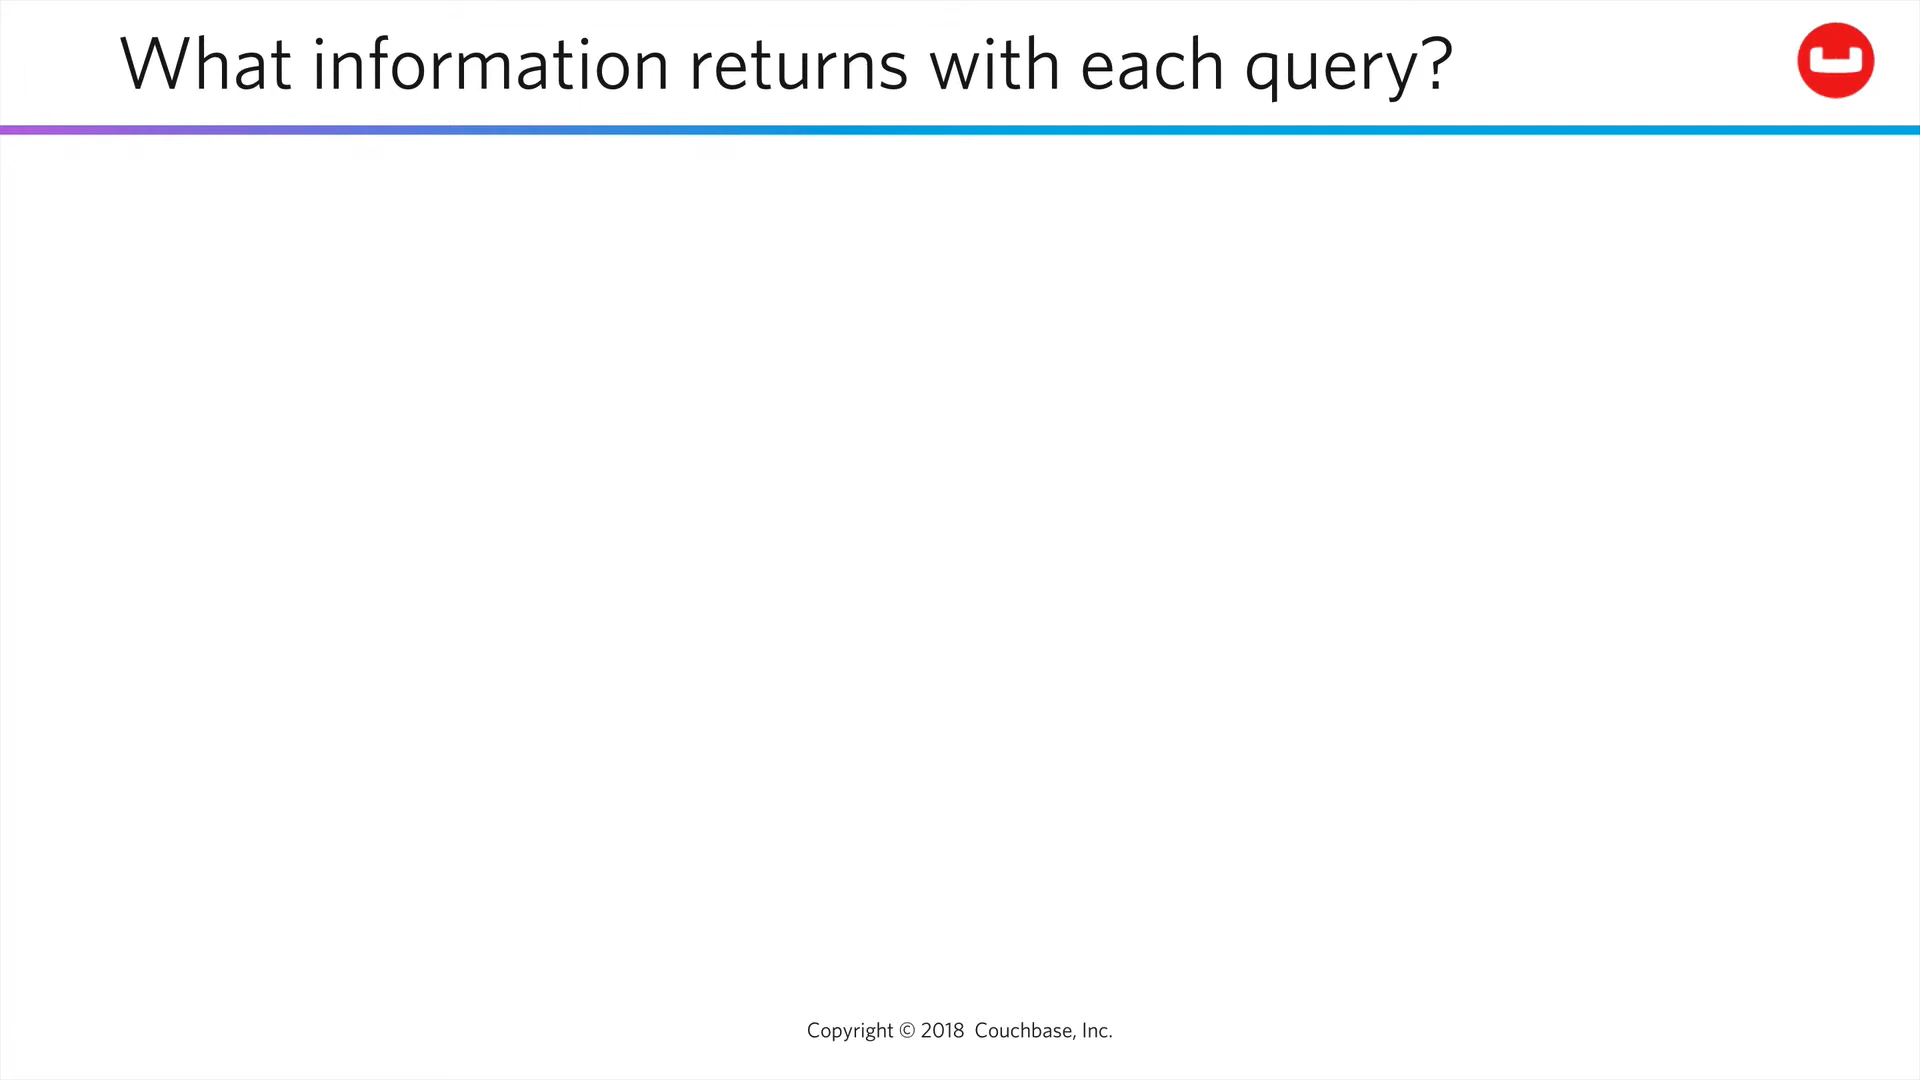 What information returns with each query?
Copyright © 2018 Couchbase, Inc.